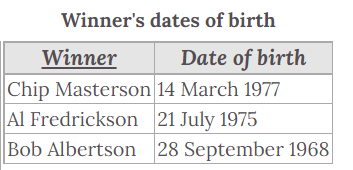 Winner's dates of birth
Winner Date of birth
Chip Masterson 14 March 1977
Al Fredrickson 21 July 1975
Bob Albertson 28 September 1968